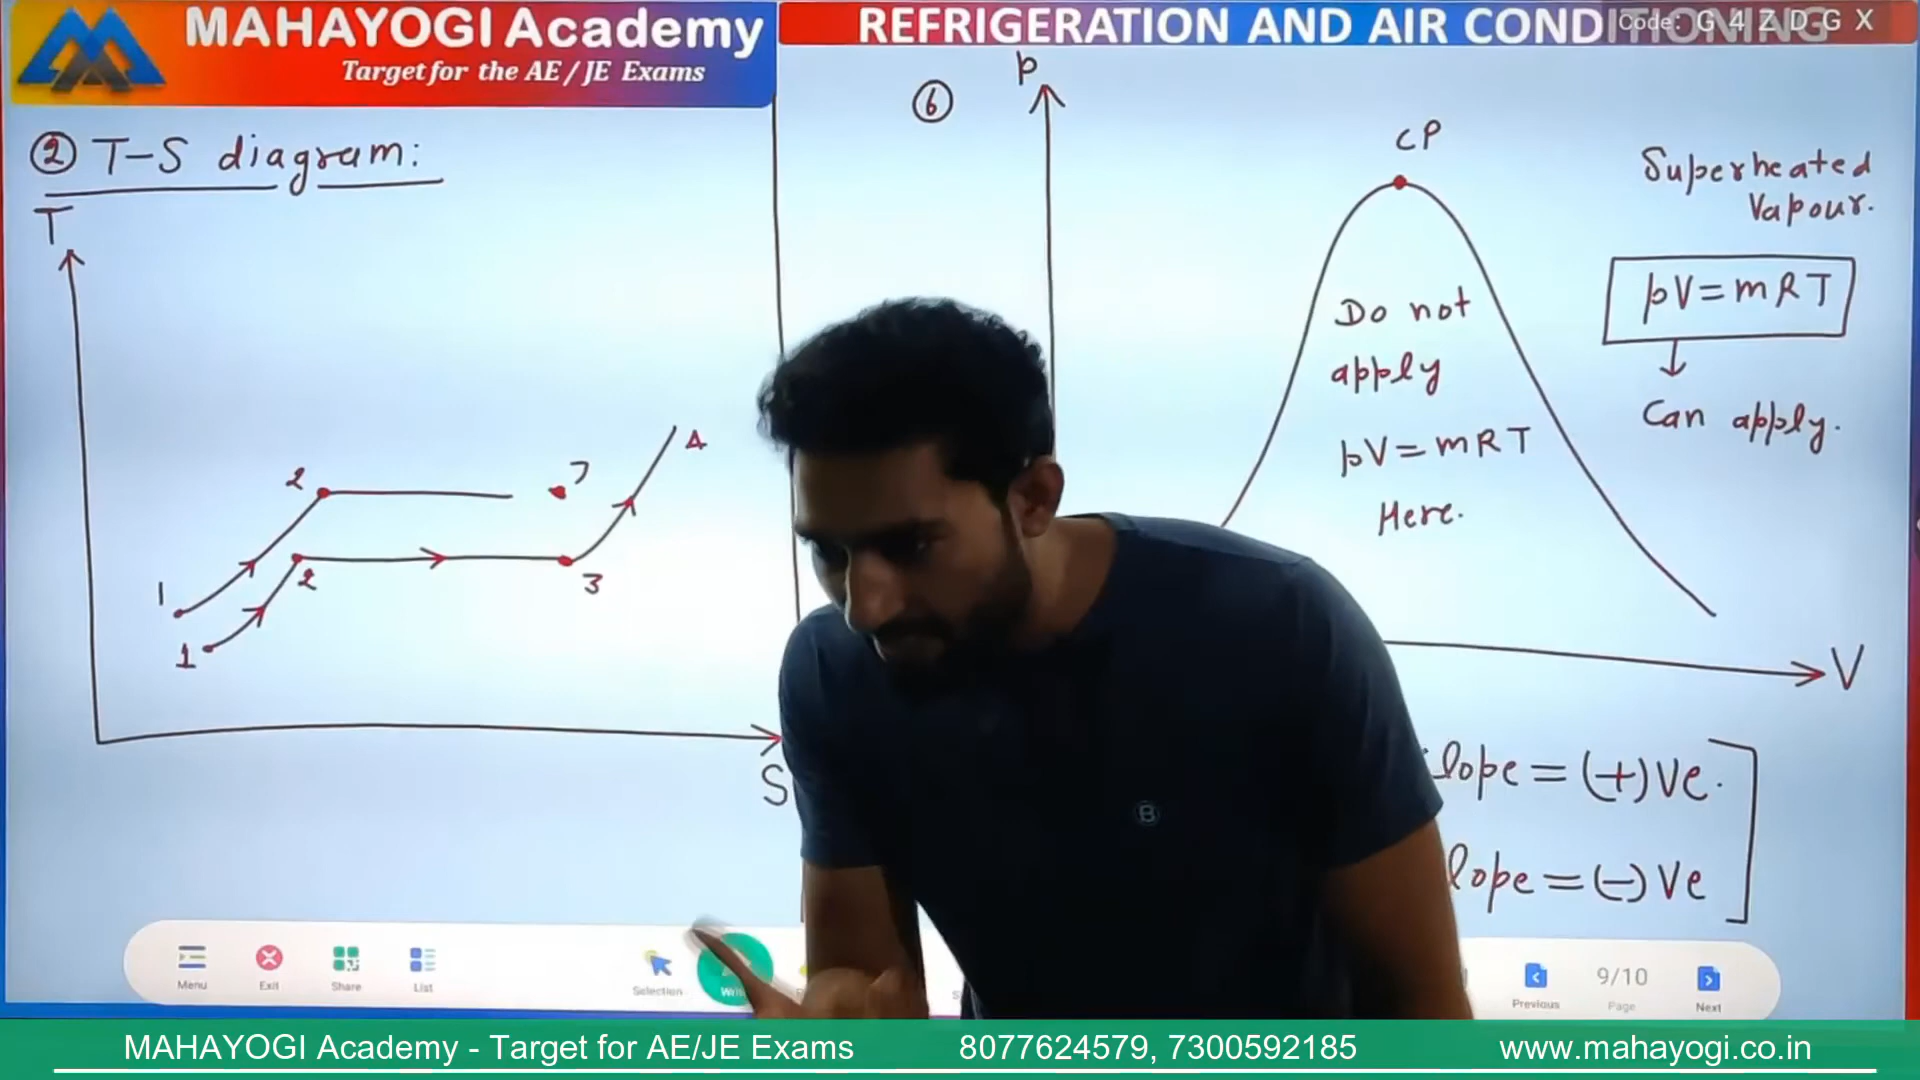 MAHAYOGI Academy
Target for the AE / JE Exams
REFRIGERATION AND AIR CONDITIONING
Code: G 4 Z D G X
② T-S diagram:
T
1
2
7
1
2
3
4
S
⑥
p
CP
Superheated
Vapour.
pV = mRT
Can apply.
Do not
apply
pV = mRT
Here.
V
lope = (+)Ve.
lope = (-)Ve
Menu
Exit
Share
List
Selection
Previous
9/10
Page
Next
B
MAHAYOGI Academy - Target for AE/JE Exams
8077624579, 7300592185
www.mahayogi.co.in